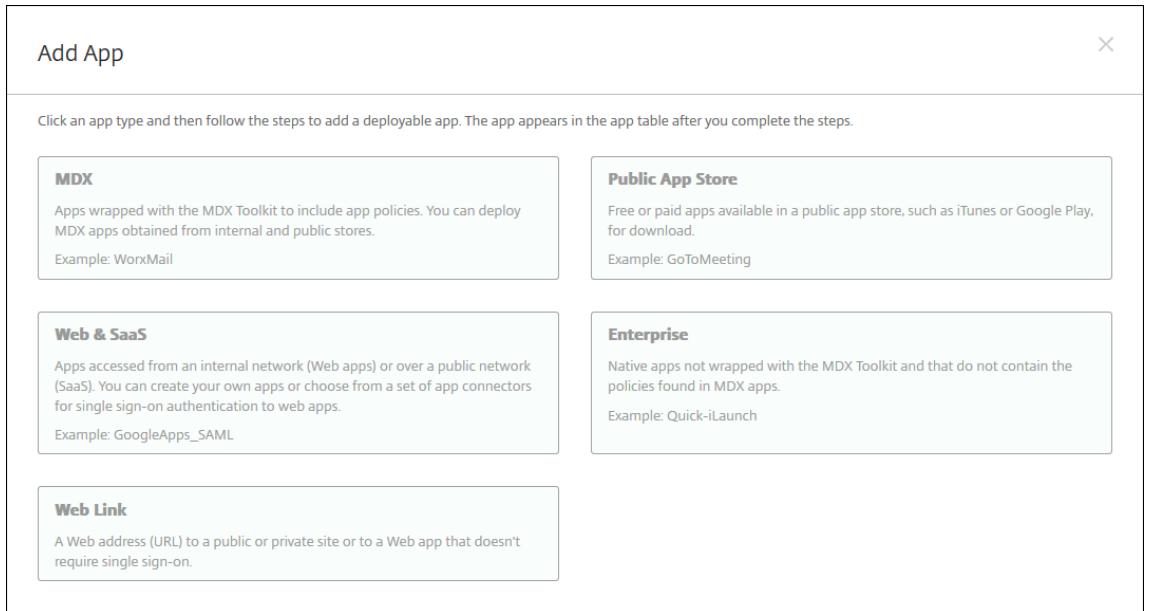 Add App
Click an app type and then follow the steps to add a deployable app. The app appears in the app table after you complete the steps.
MDX
Apps wrapped with the MDX Toolkit to include app policies. You can deploy
MDX apps obtained from internal and public stores.
Example: WorxMail
Public App Store
Free or paid apps available in a public app store, such as iTunes or Google Play,
for download.
Example: GoToMeeting
Web & SaaS
Apps accessed from an internal network (Web apps) or over a public network
(SaaS). You can create your own apps or choose from a set of app connectors
for single sign-on authentication to web apps.
Example: GoogleApps_SAML
Enterprise
Native apps not wrapped with the MDX Toolkit and that do not contain the
policies found in MDX apps.
Example: Quick-iLaunch
Web Link
A Web address (URL) to a public or private site or to a Web app that doesn't
require single sign-on.